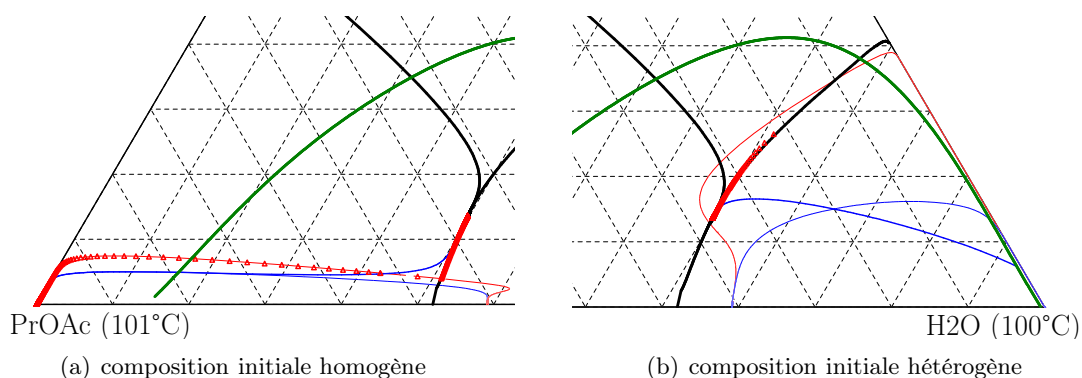 PrOAc (101°C)
H2O (100°C)
(a) composition initiale homogène
(b) composition initiale hétérogène